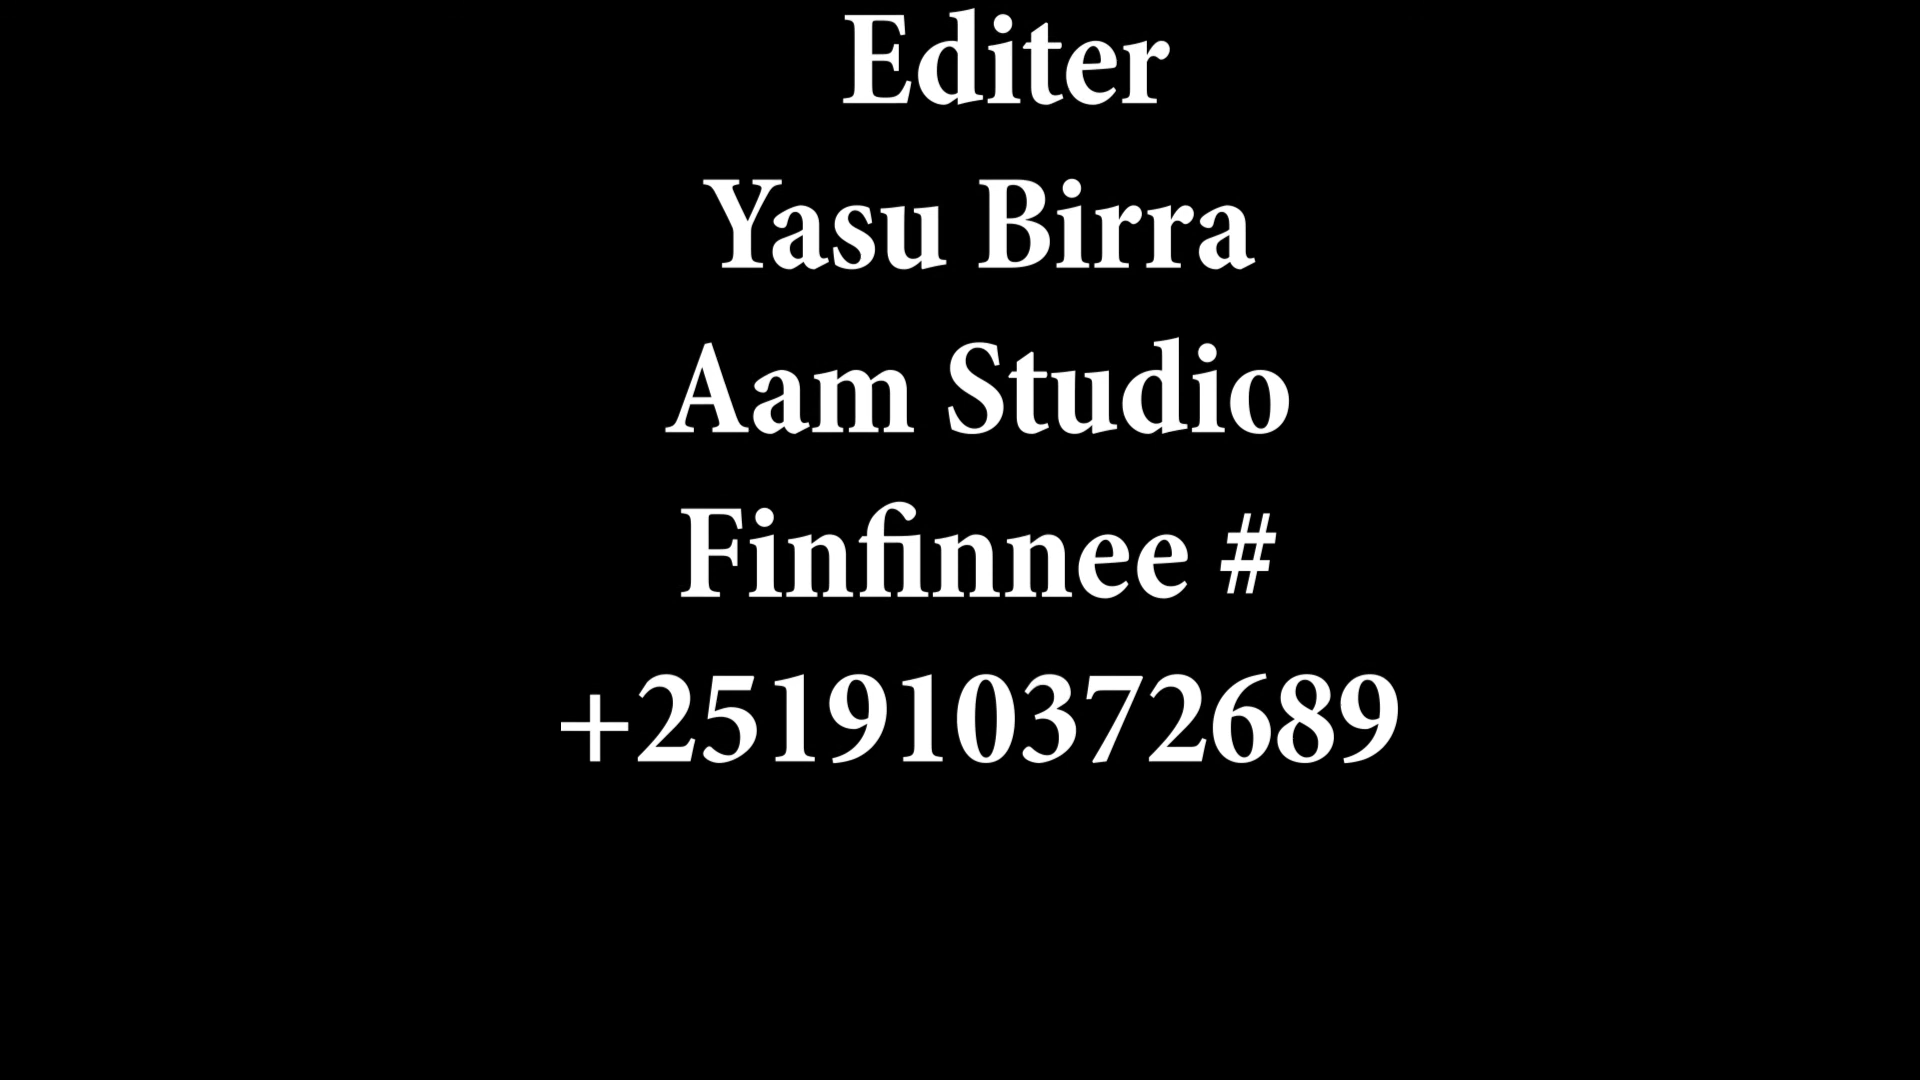 Editer
Yasu Birra
Aam Studio
Finfinnee #
+251910372689